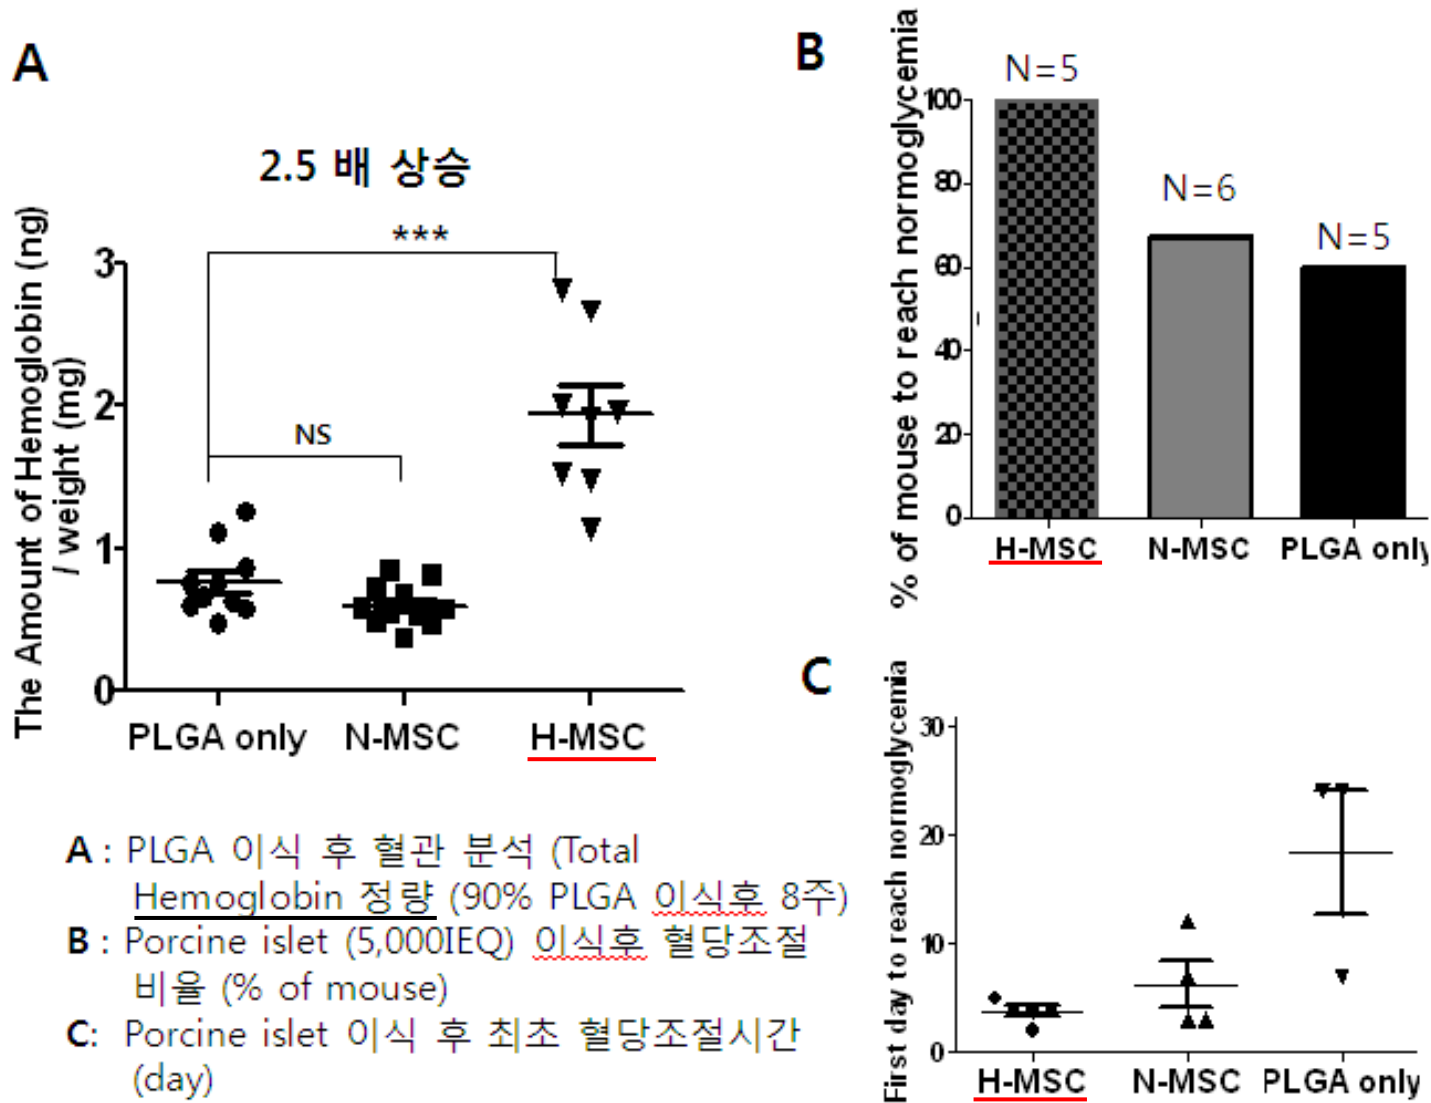 A
2.5 배 상승
***
NS
The Amount of Hemoglobin (ng)
/ weight (mg)
3
2
1
0
PLGA only N-MSC H-MSC
A : PLGA 이식 후 혈관 분석 (Total
Hemoglobin 정량 (90% PLGA 이식후 8주)
B : Porcine islet (5,000IEQ) 이식후 혈당조절
비율 (% of mouse)
C: Porcine islet 이식 후 최초 혈당조절시간
(day)
B
% of mouse to reach normoglycemia
100
80
60
40
20
0
N=5
N=6
N=5
H-MSC N-MSC PLGA only
C
First day to reach normoglycemia
30
20
10
0
H-MSC N-MSC PLGA only